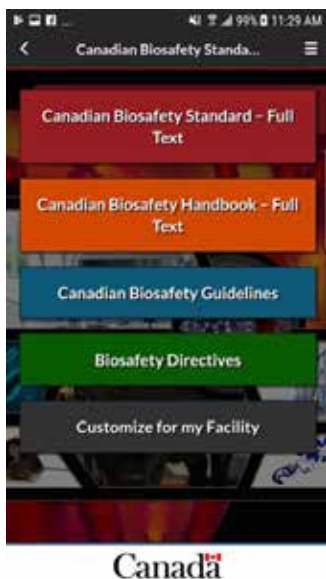 99% 11:29 AM
Canadian Biosafety Standa...
Canadian Biosafety Standard – Full
Text
Canadian Biosafety Handbook – Full
Text
Canadian Biosafety Guidelines
Biosafety Directives
Customize for my Facility
Canada